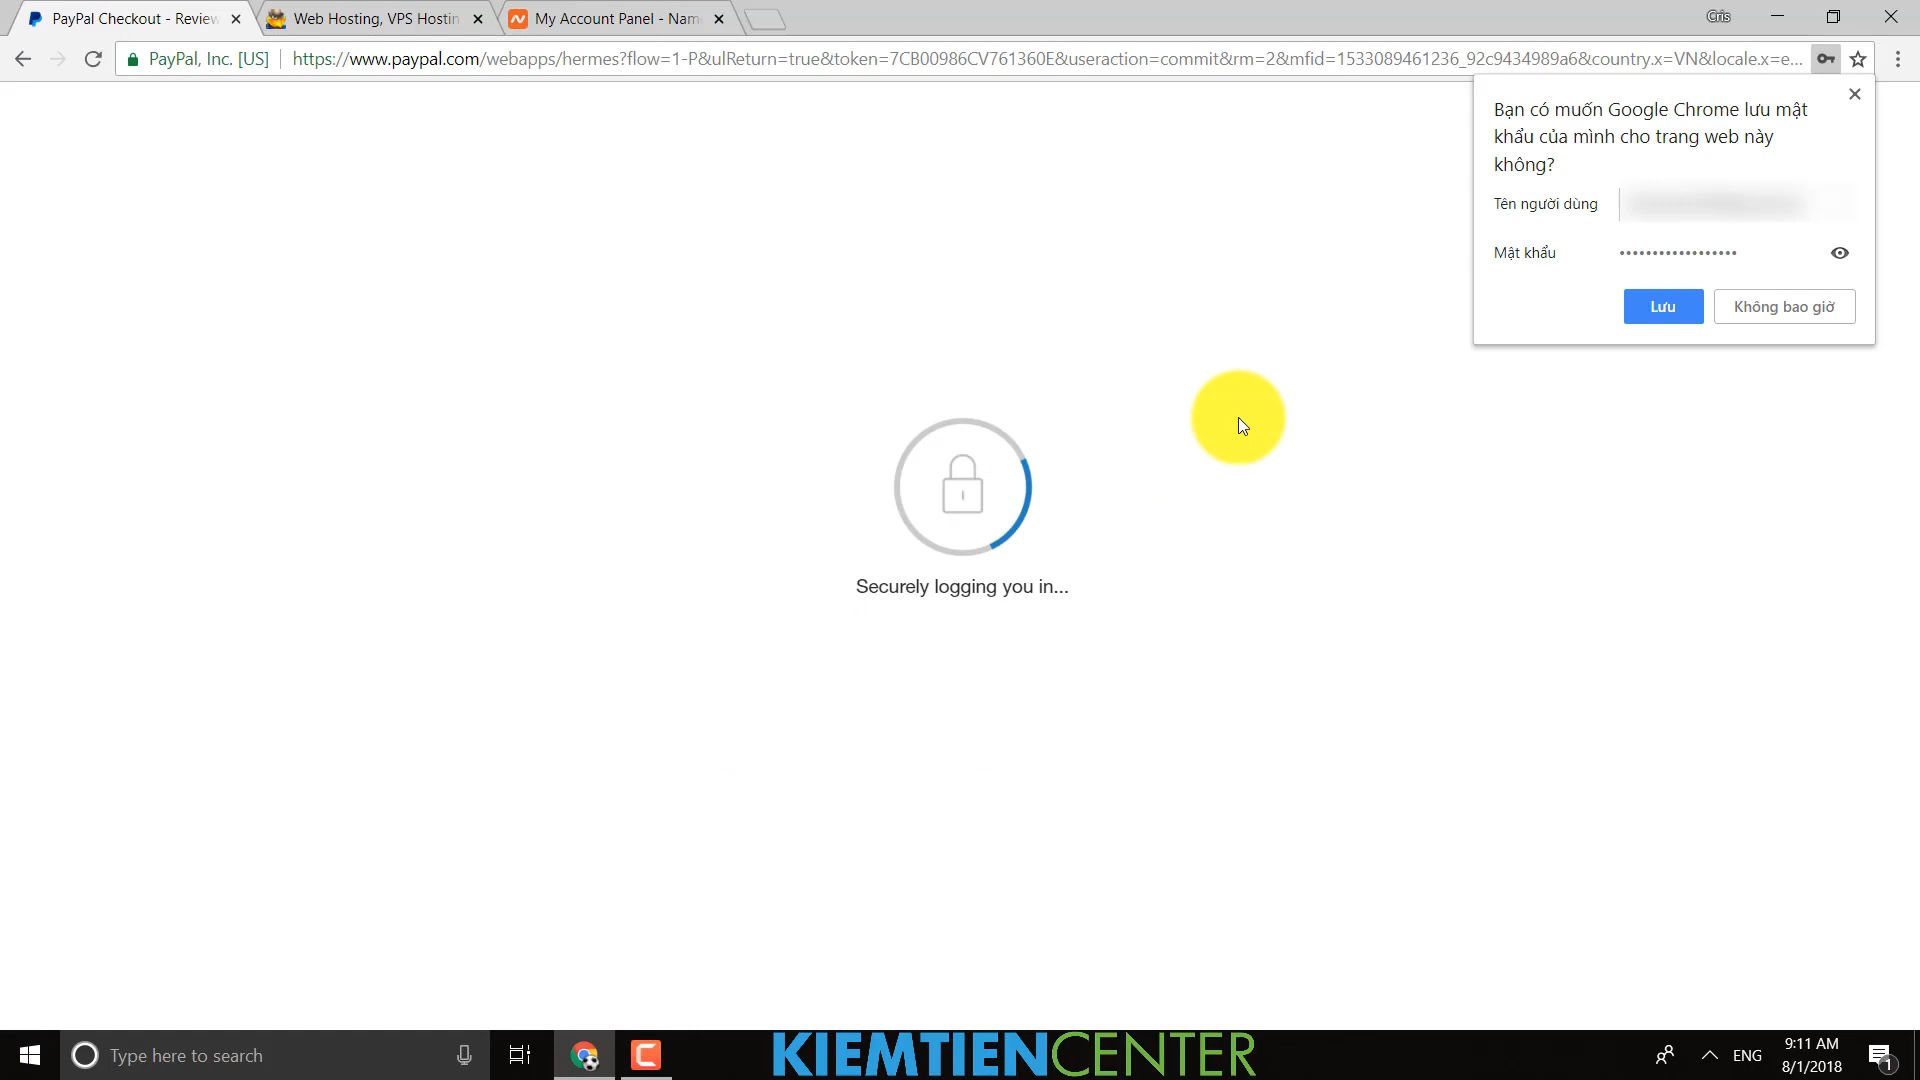 PayPal Checkout - Review
Web Hosting, VPS Hostin
My Account Panel - Nam
Cris
PayPal, Inc. [US]
https://www.paypal.com/webapps/hermes?flow=1-P&ulReturn=true&token=7CB00986CV761360E&useraction=commit&rm=2&mfid=1533089461236_92c9434989a6&country.x=VN&locale.x=e...
Bạn có muốn Google Chrome lưu mật
khẩu của mình cho trang web này
không?
Tên người dùng
Mật khẩu
Lưu
Không bao giờ
Securely logging you in...
Type here to search
KIEMTIENCENTER
ENG
9:11 AM
8/1/2018
1